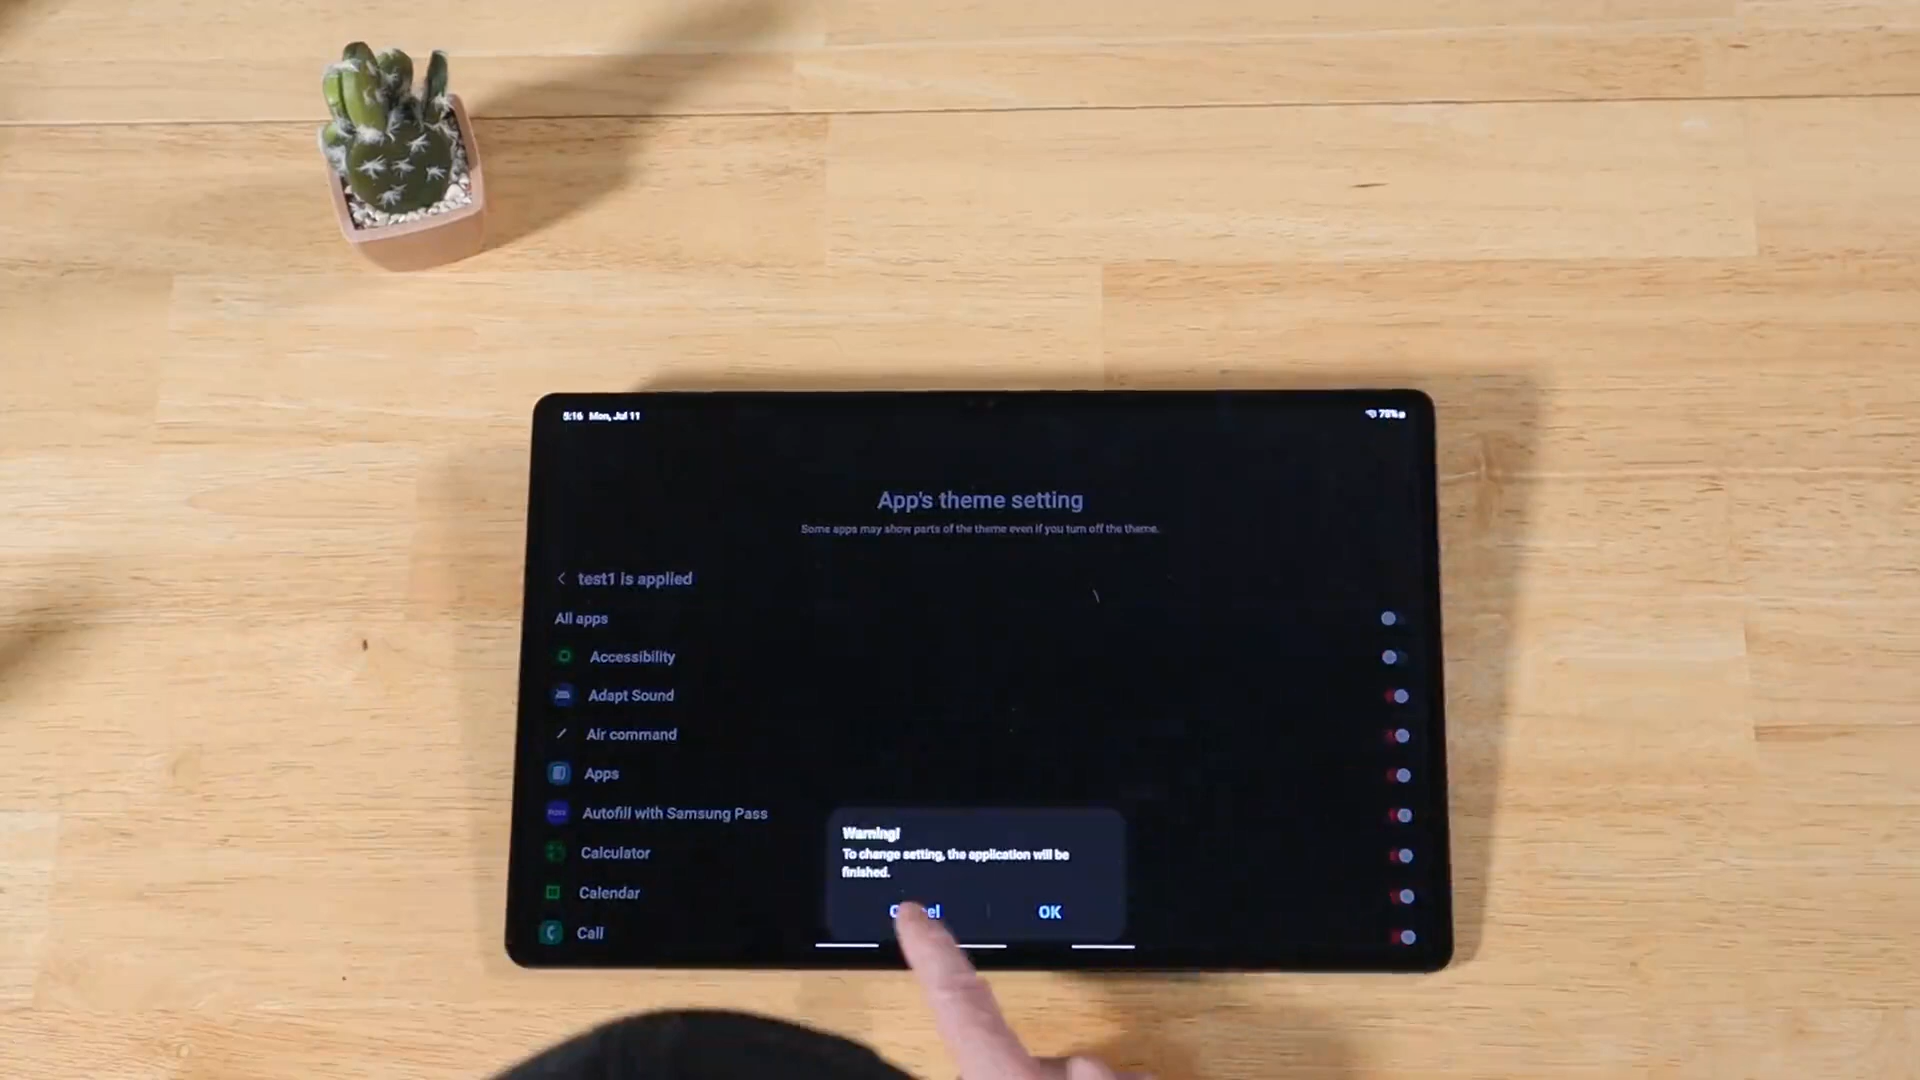 5:16 Mon, Jul 11
78%
App's theme setting
Some apps may show parts of the theme even if you turn off the theme.
test1 is applied
All apps
Accessibility
Adapt Sound
Air command
Apps
Autofill with Samsung Pass
Calculator
Calendar
Call
Warning!
To change setting, the application will be
finished.
OK